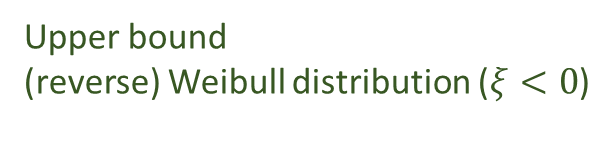 Upper bound
(reverse) Weibull distribution (ξ < 0)